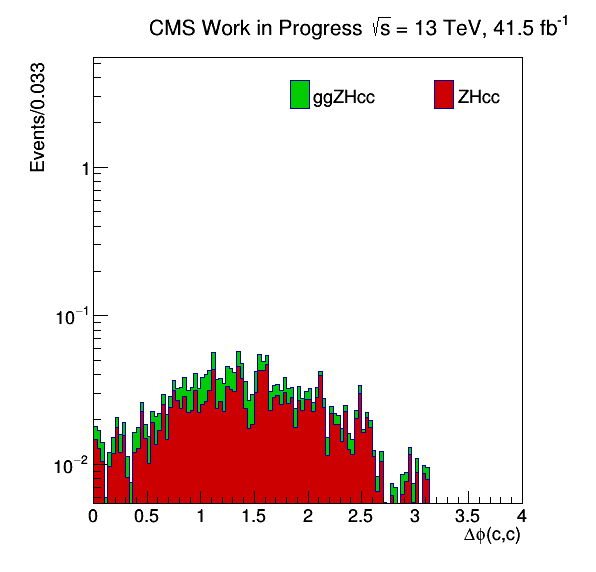 CMS Work in Progress √s = 13 TeV, 41.5 fb⁻¹
Events/0.033
ggZHcc ZHcc
1
10⁻¹
10⁻²
0 0.5 1 1.5 2 2.5 3 3.5 4
Δϕ(c,c)